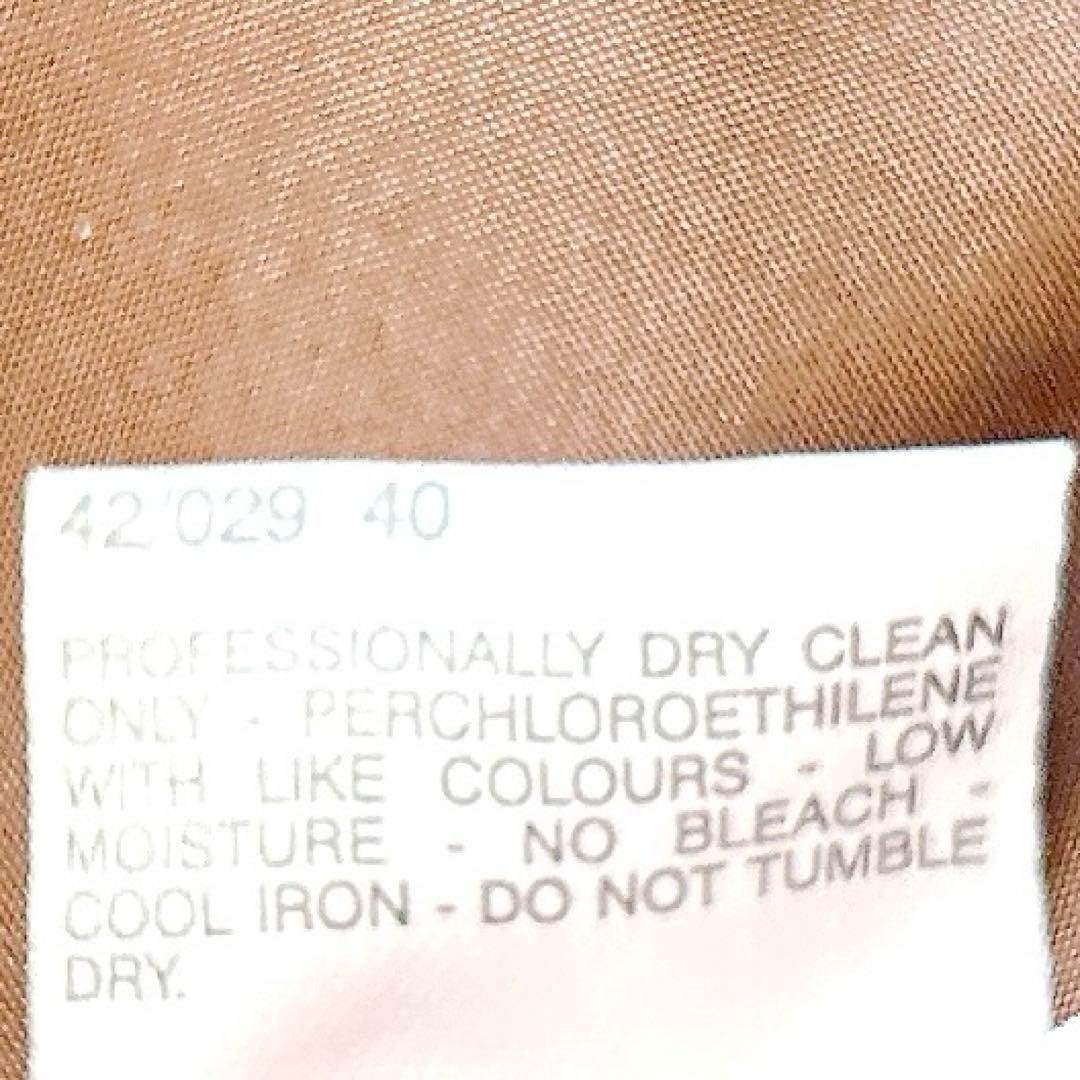 42/029 40
PROFESSIONALLY DRY CLEAN
ONLY - PERCHLOROETHILENE
WITH LIKE COLOURS - LOW
MOISTURE - NO BLEACH -
COOL IRON - DO NOT TUMBLE
DRY.